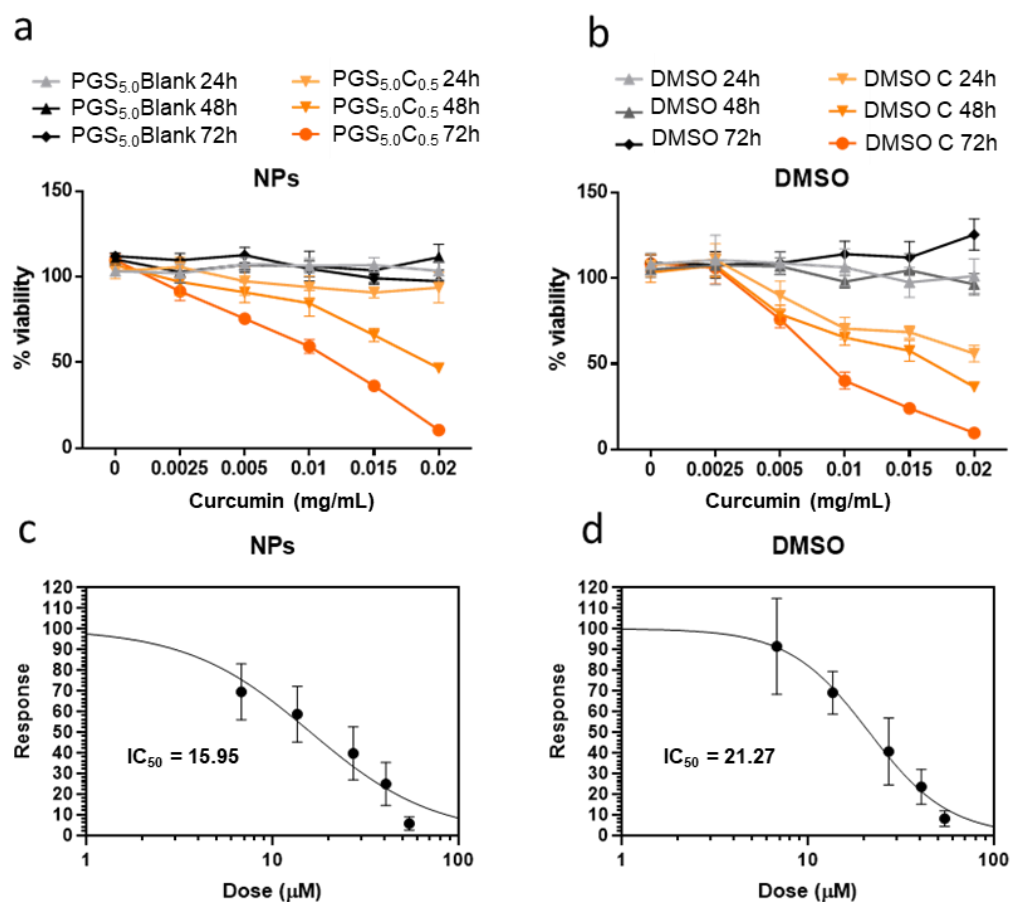 a
PGS5.0Blank 24h
PGS5.0Blank 48h
PGS5.0Blank 72h
PGS5.0C0.5 24h
PGS5.0C0.5 48h
PGS5.0C0.5 72h
NPs
% viability
150
100
50
0
0 0.0025 0.005 0.01 0.015 0.02
Curcumin (mg/mL)
b
DMSO 24h
DMSO 48h
DMSO 72h
DMSO C 24h
DMSO C 48h
DMSO C 72h
DMSO
% viability
150
100
50
0
0 0.0025 0.005 0.01 0.015 0.02
Curcumin (mg/mL)
c
NPs
Response
120
110
100
90
80
70
60
50
40
30
20
10
0
IC50 = 15.95
1 10 100
Dose (μM)
d
DMSO
Response
120
110
100
90
80
70
60
50
40
30
20
10
0
IC50 = 21.27
1 10 100
Dose (μM)